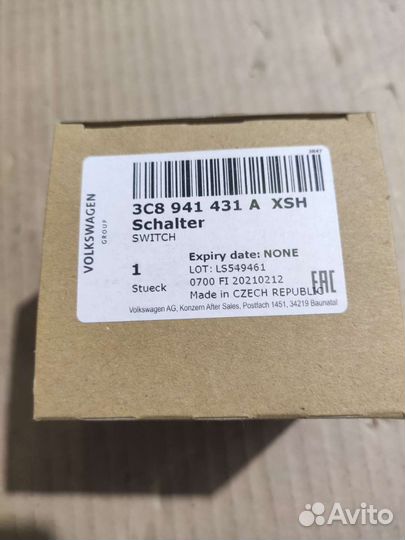 3R47
VOLKSWAGEN
GROUP
3C8 941 431 A XSH
Schalter
SWITCH
Expiry date: NONE
1 LOT: LS549461
Stueck 0700 FI 20210212
Made in CZECH REPUBLIC
EAC
Volkswagen AG, Konzern After Sales, Postfach 1451, 34219 Baunatal
Avito